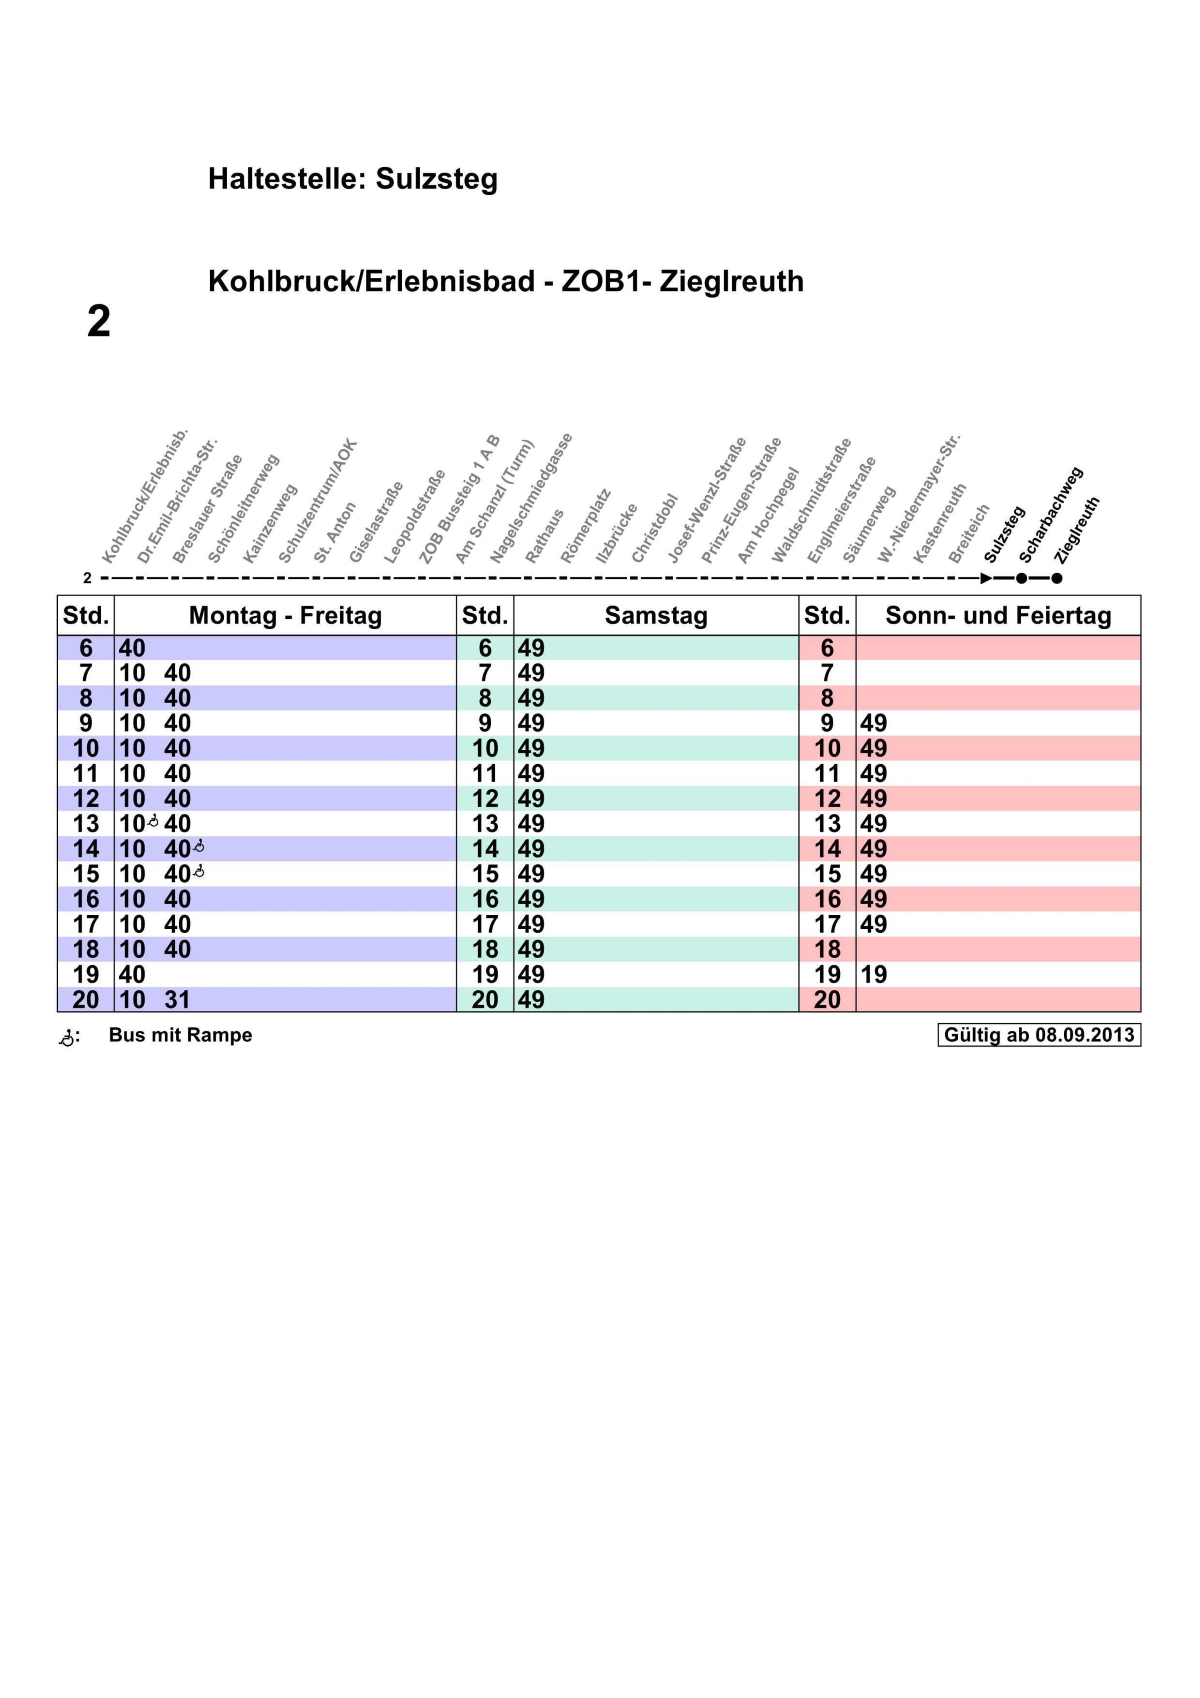 Haltestelle: Sulzsteg
Kohlbruck/Erlebnisbad - ZOB1- Zieglreuth
2
Kohlbruck/Erlebnisb.
Dr.Emil-Brichta-Str.
Breslauer Straße
Schönleitnerweg
Kainzenweg
Schulzentrum/AOK
St. Anton
Giselastraße
Leopoldstraße
ZOB Bussteig 1 A B
Am Schanzl (Turm)
Nagelschmiedgasse
Rathaus
Römerplatz
Ilzbrücke
Christdobl
Josef-Wenzl-Straße
Prinz-Eugen-Straße
Am Hochpegel
Waldschmidtstraße
Englmeierstraße
Säumerweg
W.-Niedermayer-Str.
Kastenreuth
Breiteich
Sulzsteg
Scharbachweg
Zieglreuth
2
Std. Montag - Freitag Std. Samstag Std. Sonn- und Feiertag
6 40 6 49 6
7 10 40 7 49 7
8 10 40 8 49 8
9 10 40 9 49 9 49
10 10 40 10 49 10 49
11 10 40 11 49 11 49
12 10 40 12 49 12 49
13 10 40 13 49 13 49
14 10 40 14 49 14 49
15 10 40 15 49 15 49
16 10 40 16 49 16 49
17 10 40 17 49 17 49
18 10 40 18 49 18
19 40 19 49 19 19
20 10 31 20 49 20
: Bus mit Rampe Gültig ab 08.09.2013